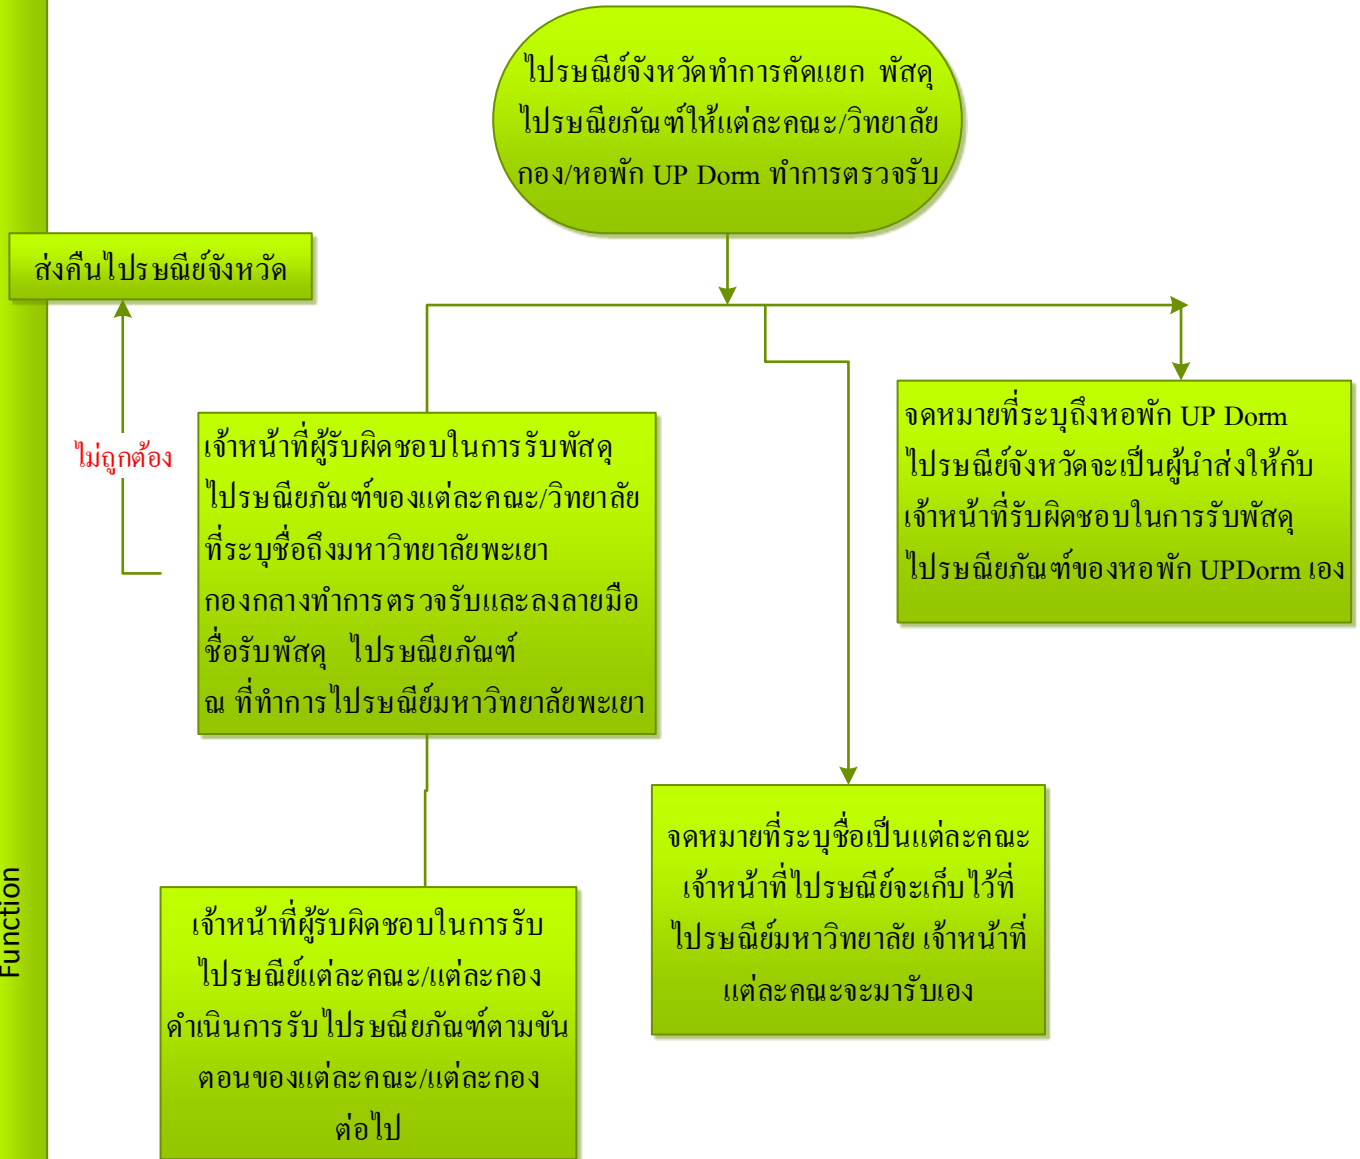 ไปรษณีย์จังหวัดทำการคัดแยก พัสดุ
ไปรษณียภัณฑ์ให้แต่ละคณะ/วิทยาลัย
กอง/หอพัก UP Dorm ทำการตรวจรับ
ส่งคืนไปรษณีย์จังหวัด
ไม่ถูกต้อง
เจ้าหน้าที่ผู้รับผิดชอบในการรับพัสดุ
ไปรษณียภัณฑ์ของแต่ละคณะ/วิทยาลัย
ที่ระบุชื่อถึงมหาวิทยาลัยพะเยา
กองกลางทำการตรวจรับและลงลายมือ
ชื่อรับพัสดุ ไปรษณียภัณฑ์
ณ ที่ทำการไปรษณีย์มหาวิทยาลัยพะเยา
จดหมายที่ระบุถึงหอพัก UP Dorm
ไปรษณีย์จังหวัดจะเป็นผู้นำส่งให้กับ
เจ้าหน้าที่รับผิดชอบในการรับพัสดุ
ไปรษณียภัณฑ์ของหอพัก UPDorm เอง
จดหมายที่ระบุชื่อเป็นแต่ละคณะ
เจ้าหน้าที่ไปรษณีย์จะเก็บไว้ที่
ไปรษณีย์มหาวิทยาลัย เจ้าหน้าที่
แต่ละคณะจะมารับเอง
เจ้าหน้าที่ผู้รับผิดชอบในการรับ
ไปรษณีย์แต่ละคณะ/แต่ละกอง
ดำเนินการรับไปรษณียภัณฑ์ตามขัน
ตอนของแต่ละคณะ/แต่ละกอง
ต่อไป
Function